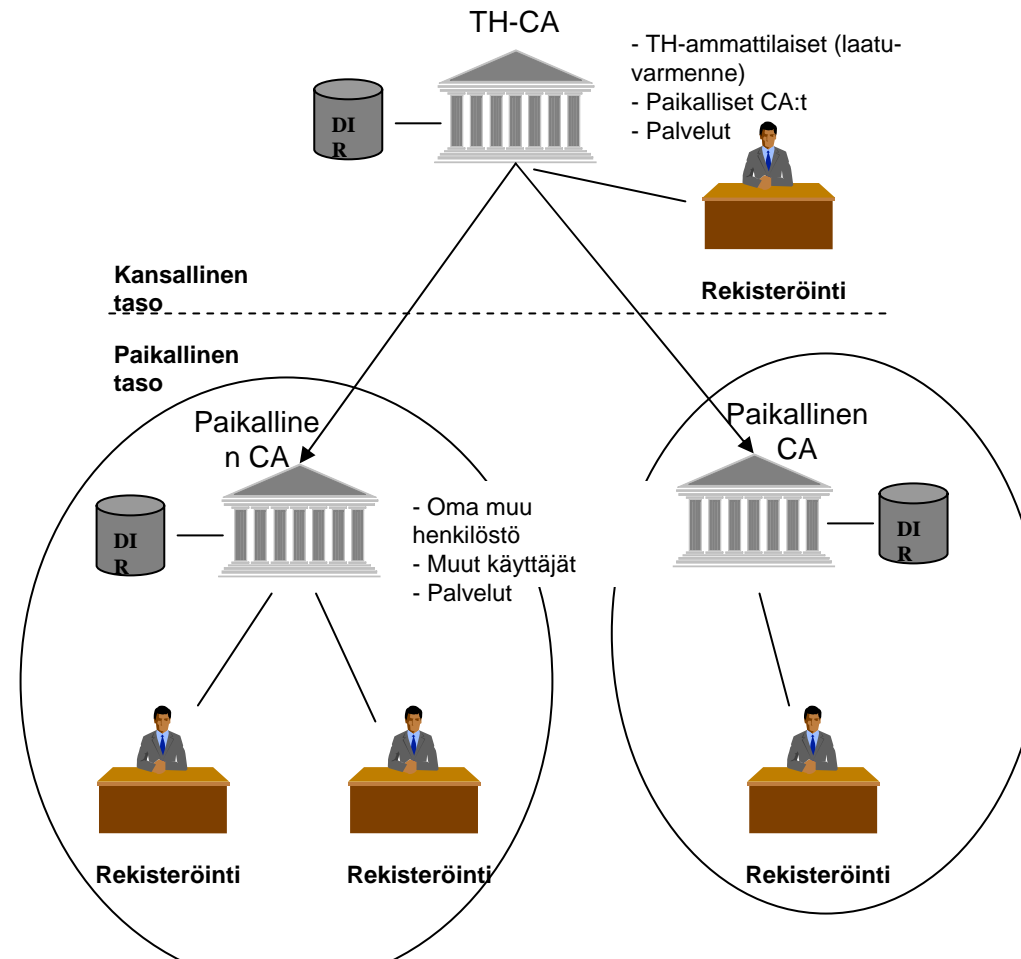 TH-CA
- TH-ammattilaiset (laatu-
varmenne)
- Paikalliset CA:t
- Palvelut
DI
R
Rekisteröinti
Kansallinen
taso
Paikallinen
taso
Paikalline
n CA
DI
R
- Oma muu
henkilöstö
- Muut käyttäjät
- Palvelut
Paikallinen
CA
DI
R
Rekisteröinti
Rekisteröinti
Rekisteröinti